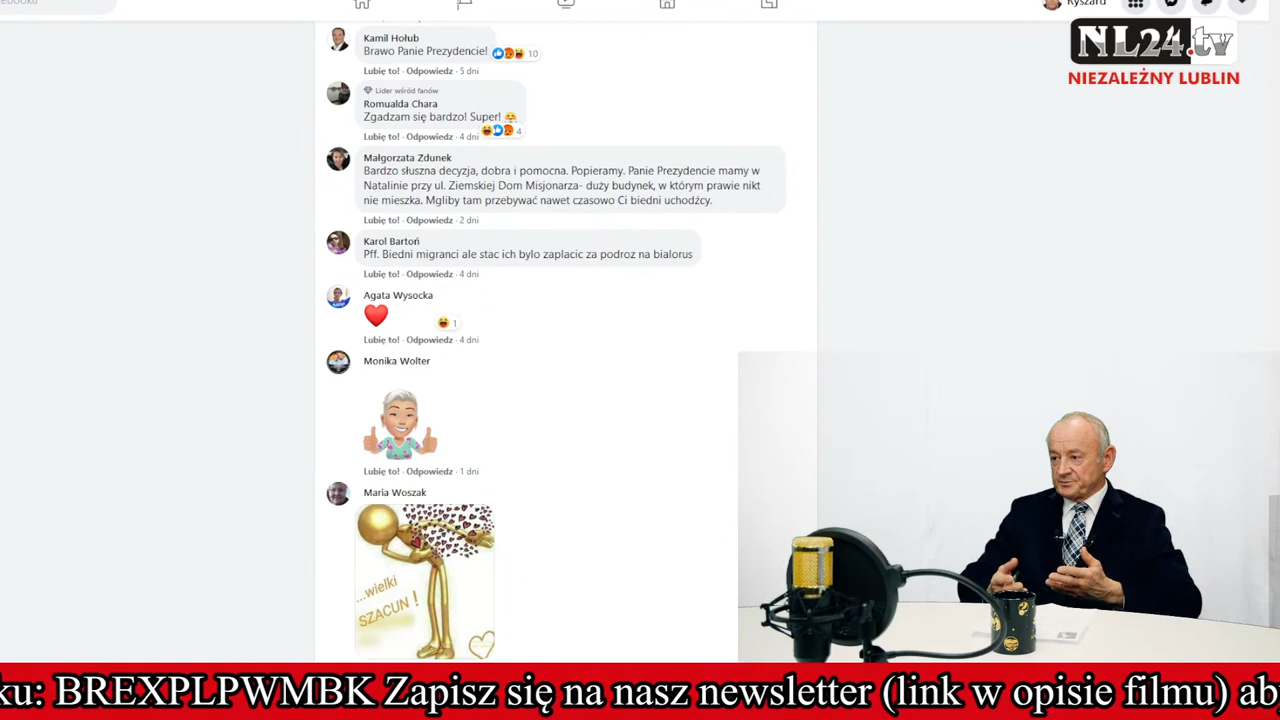 Ryszard
NL24.tv
NIEZALEŻNY LUBLIN
Kamil Hołub
Brawo Panie Prezydencie!
10
Lubię to! · Odpowiedz · 5 dni
Lider wśród fanów
Romualda Chara
Zgadzam się bardzo! Super!
4
Lubię to! · Odpowiedz · 4 dni
Małgorzata Zdunek
Bardzo słuszna decyzja, dobra i pomocna. Popieramy. Panie Prezydencie mamy w
Natalinie przy ul. Ziemskiej Dom Misjonarza- duży budynek, w którym prawie nikt
nie mieszka. Mgliby tam przebywać nawet czasowo Ci biedni uchodźcy.
Lubię to! · Odpowiedz · 2 dni
Karol Bartoń
Pff. Biedni migranci ale stac ich bylo zaplacic za podroz na bialorus
Lubię to! · Odpowiedz · 4 dni
Agata Wysocka
1
Lubię to! · Odpowiedz · 4 dni
Monika Wolter
Lubię to! · Odpowiedz · 1 dni
Maria Woszak
...wielki
SZACUN !
ku: BREXPLPWMBK Zapisz się na nasz newsletter (link w opisie filmu) aby